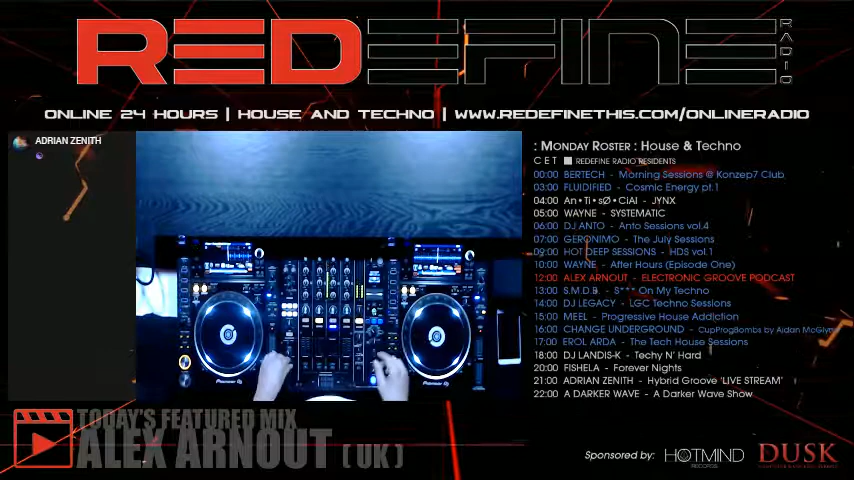 REDEFINE RADIO
ONLINE 24 HOURS | HOUSE AND TECHNO | WWW.REDEFINETHIS.COM/ONLINERADIO
ADRIAN ZENITH
: MONDAY ROSTER : House & Techno
CET REDEFINE RADIO RESIDENTS
00:00 BERTECH - Morning Sessions @ Konzep7 Club
03:00 FLUIDIFIED - Cosmic Energy pt.1
04:00 An•Ti•sØ•CiAl - JYNX
05:00 WAYNE - SYSTEMATIC
06:00 DJ ANTO - Anto Sessions vol.4
07:00 GERONIMO - The July Sessions
09:00 HOT DEEP SESSIONS - HDS vol.1
10:00 WAYNE - After Hours (Episode One)
12:00 ALEX ARNOUT - ELECTRONIC GROOVE PODCAST
13:00 S.M.D.B. - S*** On My Techno
14:00 DJ LEGACY - LGC Techno Sessions
15:00 MEEL - Progressive House Addiction
16:00 CHANGE UNDERGROUND - CupProgBombs by Aidan McGlyn
17:00 EROL ARDA - The Tech House Sessions
18:00 DJ LANDIS-K - Techy N' Hard
20:00 FISHELA - Forever Nights
21:00 ADRIAN ZENITH - Hybrid Groove 'LIVE STREAM'
22:00 A DARKER WAVE - A Darker Wave Show
Pioneer DJ
Pioneer DJ
TODAY'S FEATURED MIX
ALEX ARNOUT ( UK )
Sponsored by: HOTMIND RECORDS DUSK